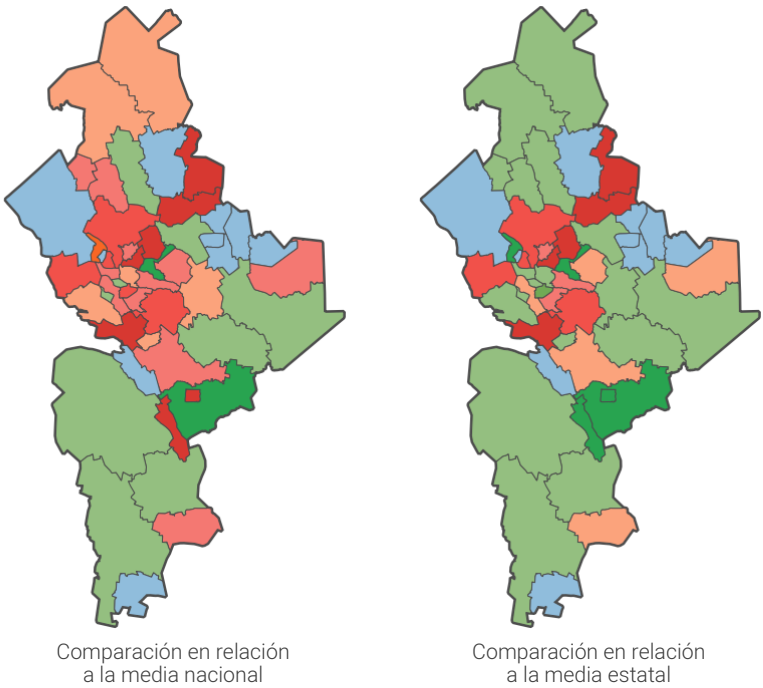 Comparación en relación
a la media nacional
Comparación en relación
a la media estatal